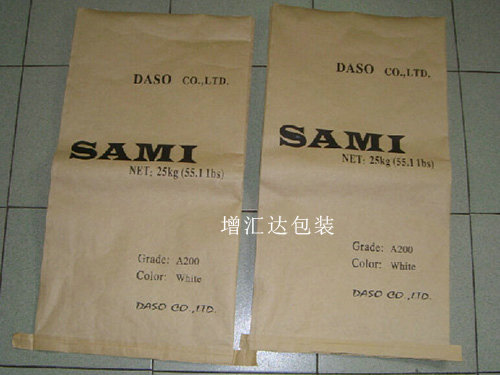 DASO CO.,LTD.
SAMI
NET: 25kg (55.1 lbs)
Grade: A200
Color: White
DASO CO.,LTD.
DASO CO.,LTD.
SAMI
NET: 25kg (55.1 lbs)
Grade: A200
Color: White
DASO CO.,LTD.
增汇达包装